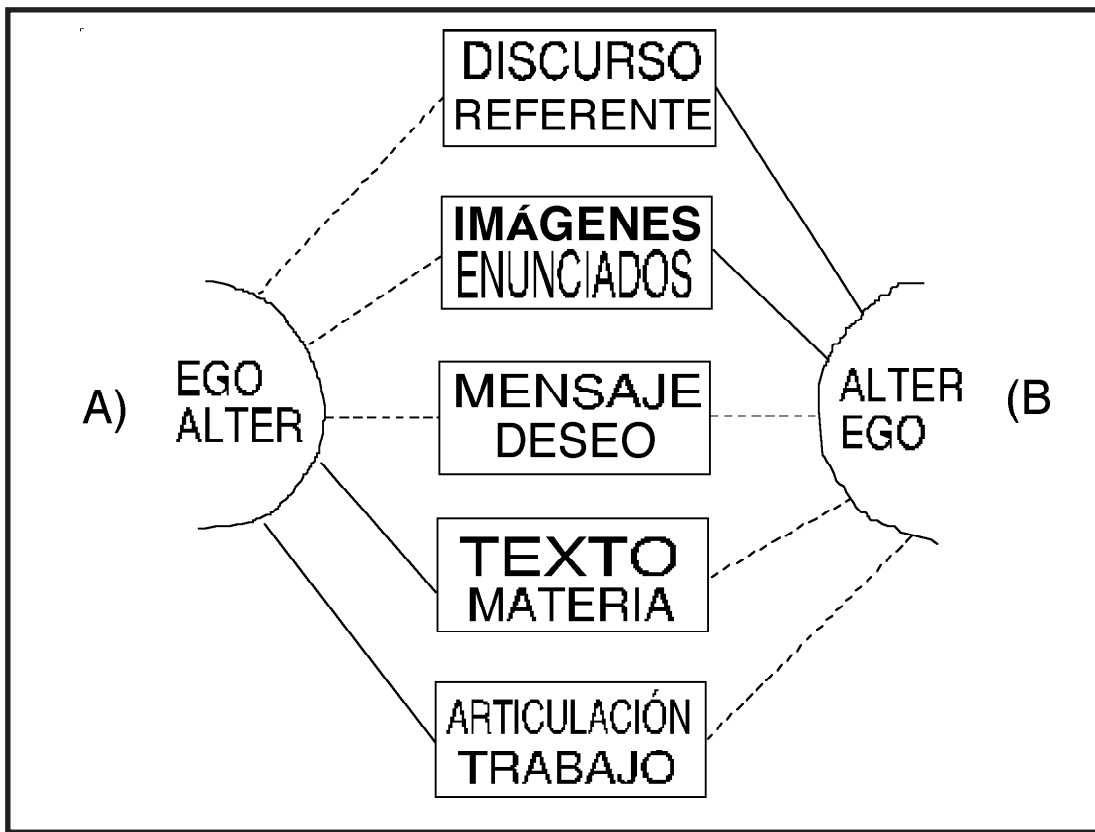 DISCURSO
REFERENTE
IMÁGENES
ENUNCIADOS
A)
EGO
ALTER
MENSAJE
DESEO
ALTER
EGO
(B
TEXTO
MATERIA
ARTICULACIÓN
TRABAJO